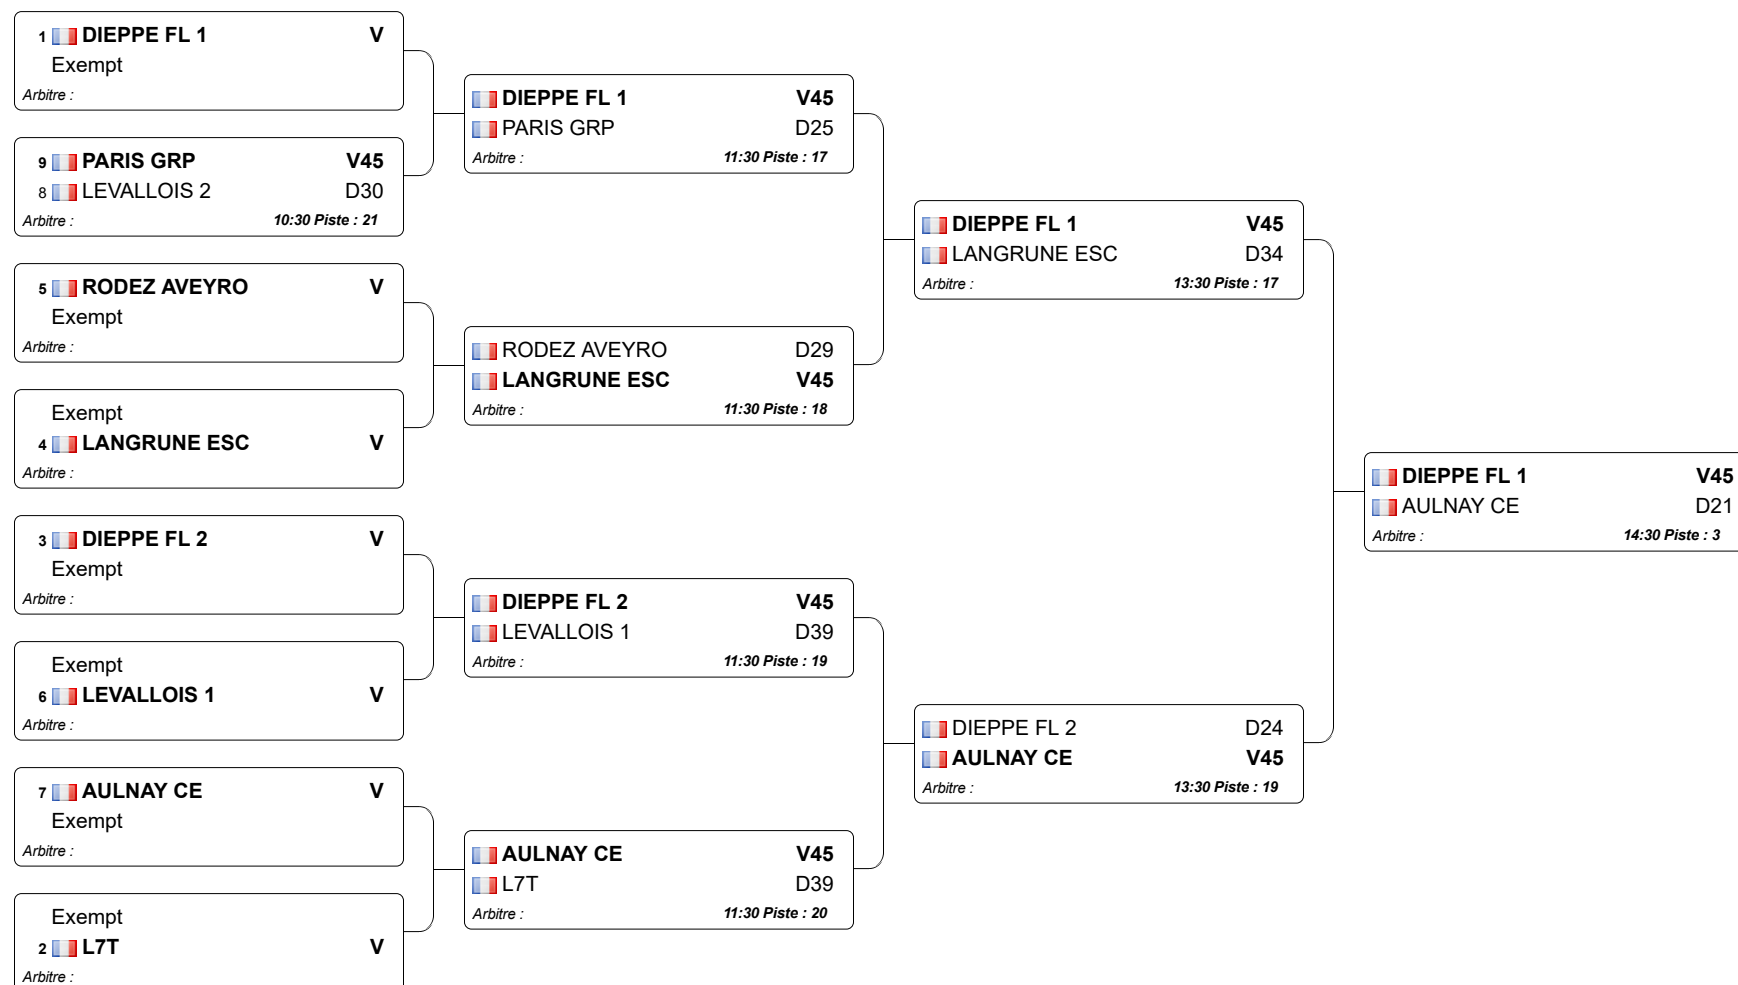 1 DIEPPE FL 1 V
Exempt
Arbitre :
9 PARIS GRP V45
8 LEVALLOIS 2 D30
Arbitre : 10:30 Piste : 21
5 RODEZ AVEYRO V
Exempt
Arbitre :
Exempt
4 LANGRUNE ESC V
Arbitre :
3 DIEPPE FL 2 V
Exempt
Arbitre :
Exempt
6 LEVALLOIS 1 V
Arbitre :
7 AULNAY CE V
Exempt
Arbitre :
Exempt
2 L7T V
Arbitre :
DIEPPE FL 1 V45
PARIS GRP D25
Arbitre : 11:30 Piste : 17
RODEZ AVEYRO D29
LANGRUNE ESC V45
Arbitre : 11:30 Piste : 18
DIEPPE FL 2 V45
LEVALLOIS 1 D39
Arbitre : 11:30 Piste : 19
AULNAY CE V45
L7T D39
Arbitre : 11:30 Piste : 20
DIEPPE FL 1 V45
LANGRUNE ESC D34
Arbitre : 13:30 Piste : 17
DIEPPE FL 2 D24
AULNAY CE V45
Arbitre : 13:30 Piste : 19
DIEPPE FL 1 V45
AULNAY CE D21
Arbitre : 14:30 Piste : 3